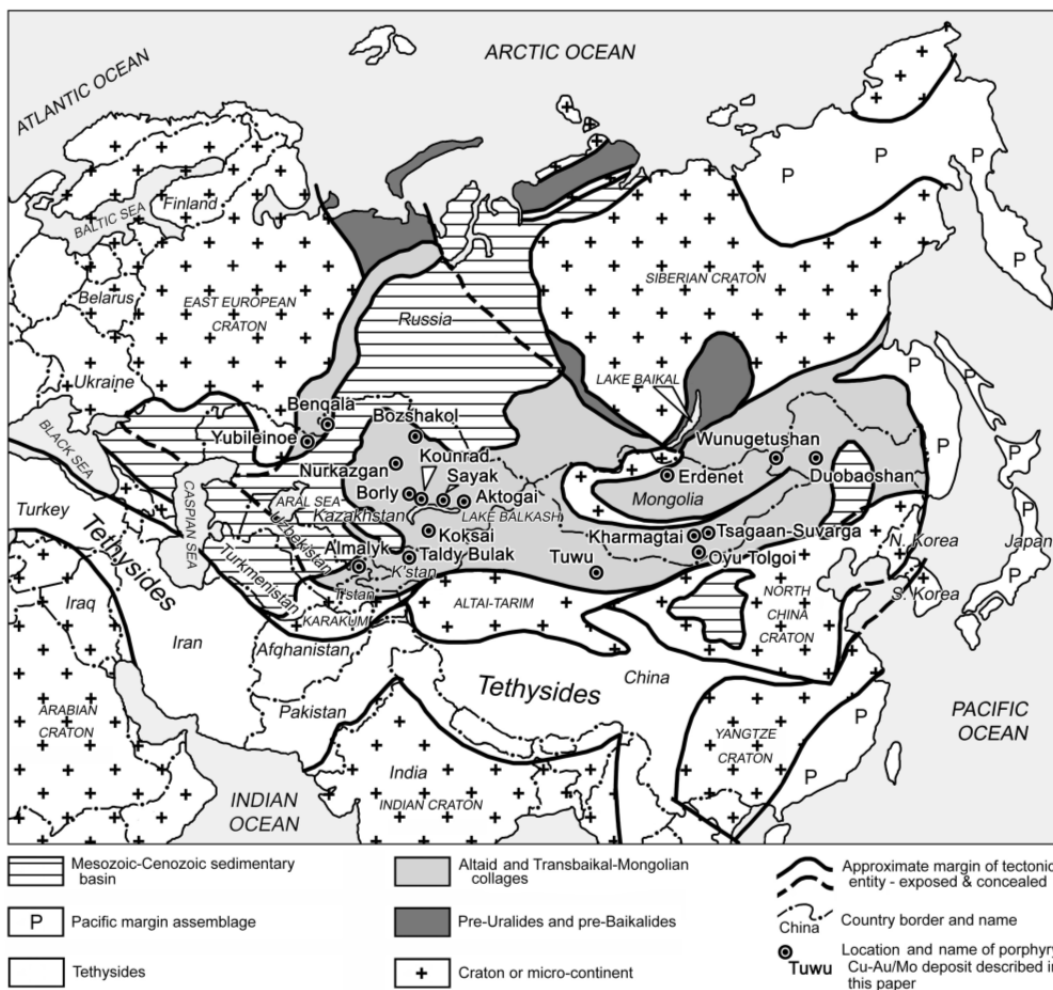 ARCTIC OCEAN
ATLANTIC OCEAN
Finland
BALTIC SEA
SIBERIAN CRATON
Belarus
EAST EUROPEAN
CRATON
Russia
Ukraine
LAKE BAIKAL
Benqala
Bozshakol
Yubileinoe
Kounrad
Wunugetushan
BLACK SEA
Nurkazgan
Sayak
Erdenet
Duobaoshan
Borly
Aktogai
Mongolia
CASPIAN SEA
ARAL SEA
Kazakhstan
LAKE BALKASH
Turkey
Uzbekistan
Koksai
Kharmagtai
Tsagaan-Suvarga
N. Korea
Japan
Tethysides
Almalyk
Taldy Bulak
Tuwu
Oyu Tolgoi
Turkmenistan
K'stan
T'stan
S. Korea
Iraq
KARAKUM
ALTAI-TARIM
NORTH
CHINA
CRATON
Iran
Afghanistan
Tethysides
China
ARABIAN
CRATON
Pakistan
PACIFIC
OCEAN
YANGTZE
CRATON
India
INDIAN
OCEAN
INDIAN CRATON
P
P
P
P
P
P
P
P
P
P
P
Mesozoic-Cenozoic sedimentary
basin
Altaid and Transbaikal-Mongolian
collages
Approximate margin of tectonic
entity - exposed & concealed
P
Pacific margin assemblage
Pre-Uralides and pre-Baikalides
China
Country border and name
Tethysides
Craton or micro-continent
Tuwu
Location and name of porphyry
Cu-Au/Mo deposit described in
this paper